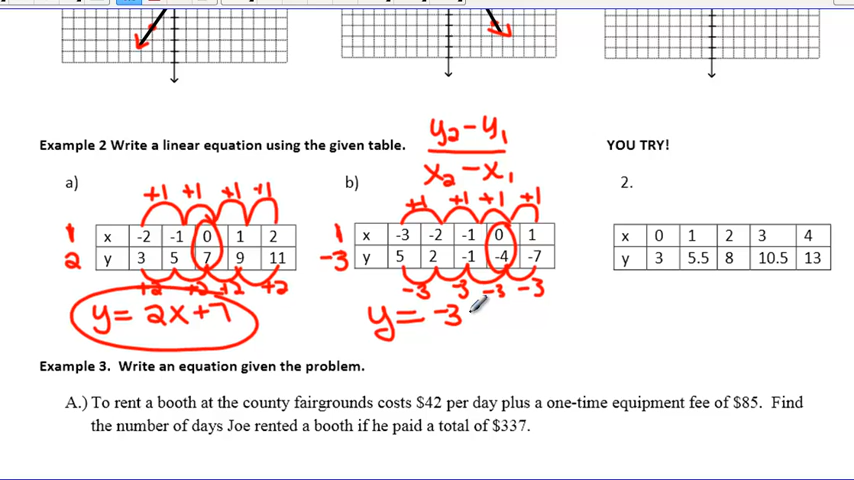 y₂-y₁
Example 2 Write a linear equation using the given table.
x₂-x₁
YOU TRY!
a)
b)
2.
+1 +1 +1 +1
+1 +1 +1 +1
1 x -2 -1 0 1 2
2 y 3 5 7 9 11
+2 +2 +2 +2
y= 2x+7
1 x -3 -2 -1 0 1
-3 y 5 2 -1 -4 -7
-3 -3 -3 -3
y= -3
x 0 1 2 3 4
y 3 5.5 8 10.5 13
Example 3. Write an equation given the problem.
A.) To rent a booth at the county fairgrounds costs $42 per day plus a one-time equipment fee of $85. Find
the number of days Joe rented a booth if he paid a total of $337.